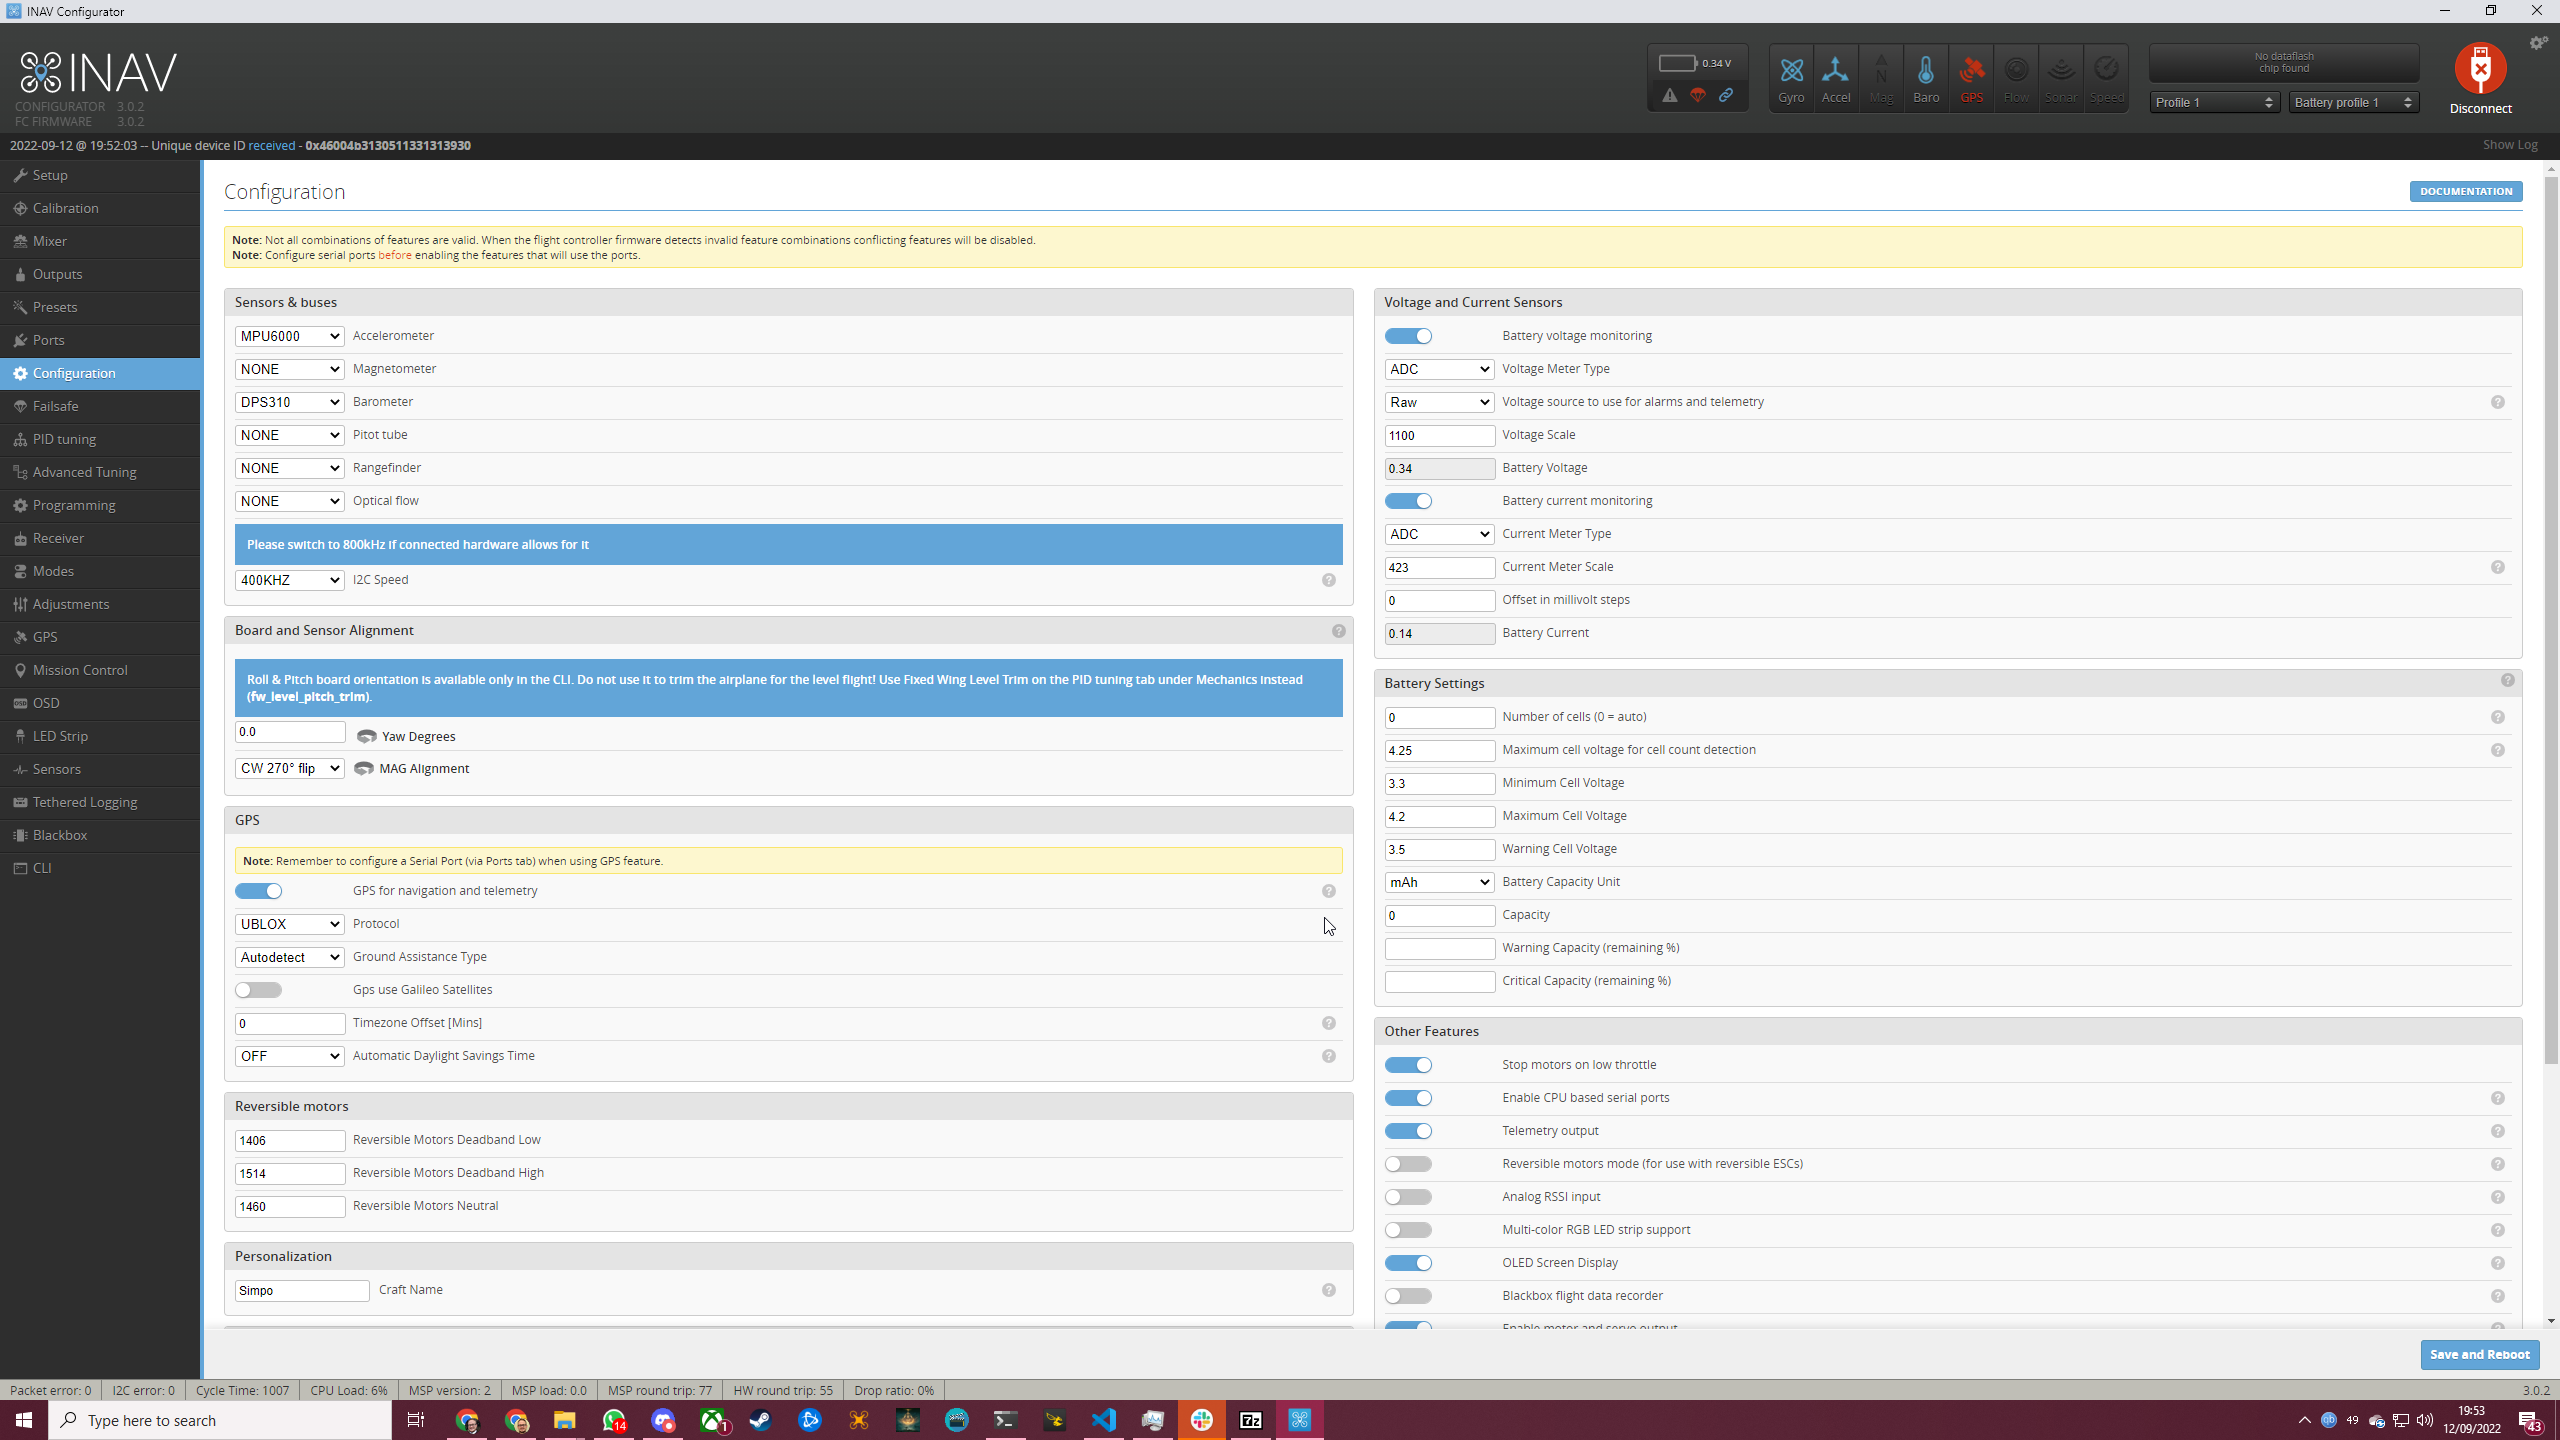 INAV Configurator
INAV
CONFIGURATOR 3.0.2
FC FIRMWARE 3.0.2
0.34 V
Gyro Accel Mag Baro GPS Flow Sonar Speed
No dataflash
chip found
Profile 1
Battery profile 1
Disconnect
2022-09-12 @ 19:52:03 -- Unique device ID received - 0x46004b3130511331313930
Show Log
Setup
Calibration
Mixer
Outputs
Presets
Ports
Configuration
Failsafe
PID tuning
Advanced Tuning
Programming
Receiver
Modes
Adjustments
GPS
Mission Control
OSD
LED Strip
Sensors
Tethered Logging
Blackbox
CLI
Configuration
DOCUMENTATION
Note: Not all combinations of features are valid. When the flight controller firmware detects invalid feature combinations conflicting features will be disabled.
Note: Configure serial ports before enabling the features that will use the ports.
Sensors & buses
MPU6000 Accelerometer
NONE Magnetometer
DPS310 Barometer
NONE Pitot tube
NONE Rangefinder
NONE Optical flow
Please switch to 800kHz if connected hardware allows for it
400KHZ I2C Speed
Board and Sensor Alignment
Roll & Pitch board orientation is available only in the CLI. Do not use it to trim the airplane for the level flight! Use Fixed Wing Level Trim on the PID tuning tab under Mechanics instead
(fw_level_pitch_trim).
0.0 Yaw Degrees
CW 270° flip MAG Alignment
GPS
Note: Remember to configure a Serial Port (via Ports tab) when using GPS feature.
GPS for navigation and telemetry
UBLOX Protocol
Autodetect Ground Assistance Type
Gps use Galileo Satellites
0 Timezone Offset [Mins]
OFF Automatic Daylight Savings Time
Reversible motors
1406 Reversible Motors Deadband Low
1514 Reversible Motors Deadband High
1460 Reversible Motors Neutral
Personalization
Simpo Craft Name
Voltage and Current Sensors
Battery voltage monitoring
ADC Voltage Meter Type
Raw Voltage source to use for alarms and telemetry
1100 Voltage Scale
0.34 Battery Voltage
Battery current monitoring
ADC Current Meter Type
423 Current Meter Scale
0 Offset in millivolt steps
0.14 Battery Current
Battery Settings
0 Number of cells (0 = auto)
4.25 Maximum cell voltage for cell count detection
3.3 Minimum Cell Voltage
4.2 Maximum Cell Voltage
3.5 Warning Cell Voltage
mAh Battery Capacity Unit
0 Capacity
Warning Capacity (remaining %)
Critical Capacity (remaining %)
Other Features
Stop motors on low throttle
Enable CPU based serial ports
Telemetry output
Reversible motors mode (for use with reversible ESCs)
Analog RSSI input
Multi-color RGB LED strip support
OLED Screen Display
Blackbox flight data recorder
Enable motor and servo output
Save and Reboot
Packet error: 0 I2C error: 0 Cycle Time: 1007 CPU Load: 6% MSP version: 2 MSP load: 0.0 MSP round trip: 77 HW round trip: 55 Drop ratio: 0%
3.0.2
Type here to search
14
1
7z
qb
49
19:53
12/09/2022
43